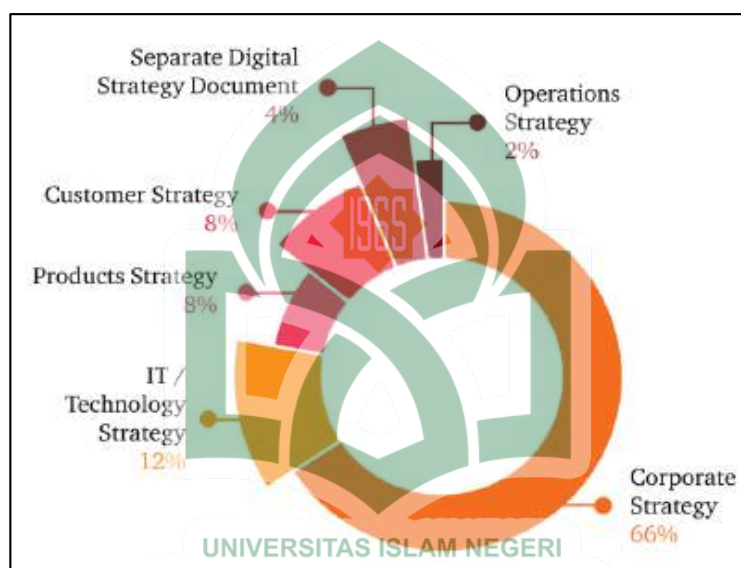 Separate Digital
Strategy Document
4%
Operations
Strategy
2%
Customer Strategy
8%
1965
Products Strategy
8%
IT /
Technology
Strategy
12%
Corporate
Strategy
66%
UNIVERSITAS ISLAM NEGERI